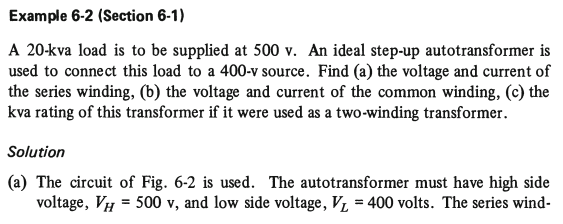 Example 6-2 (Section 6-1)
A 20-kva load is to be supplied at 500 v. An ideal step-up autotransformer is
used to connect this load to a 400-v source. Find (a) the voltage and current of
the series winding, (b) the voltage and current of the common winding, (c) the
kva rating of this transformer if it were used as a two-winding transformer.
Solution
(a) The circuit of Fig. 6-2 is used. The autotransformer must have high side
voltage, V_H = 500 v, and low side voltage, V_L = 400 volts. The series wind-